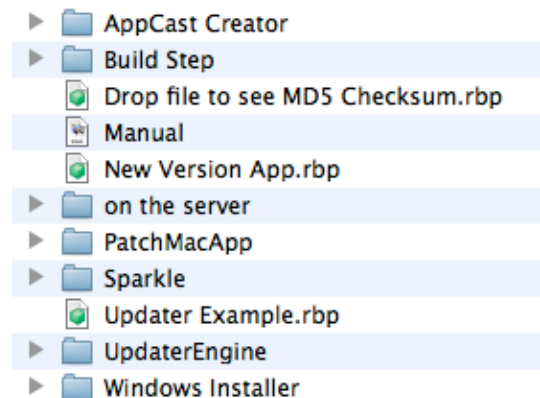 AppCast Creator
Build Step
Drop file to see MD5 Checksum.rbp
Manual
New Version App.rbp
on the server
PatchMacApp
Sparkle
Updater Example.rbp
UpdaterEngine
Windows Installer